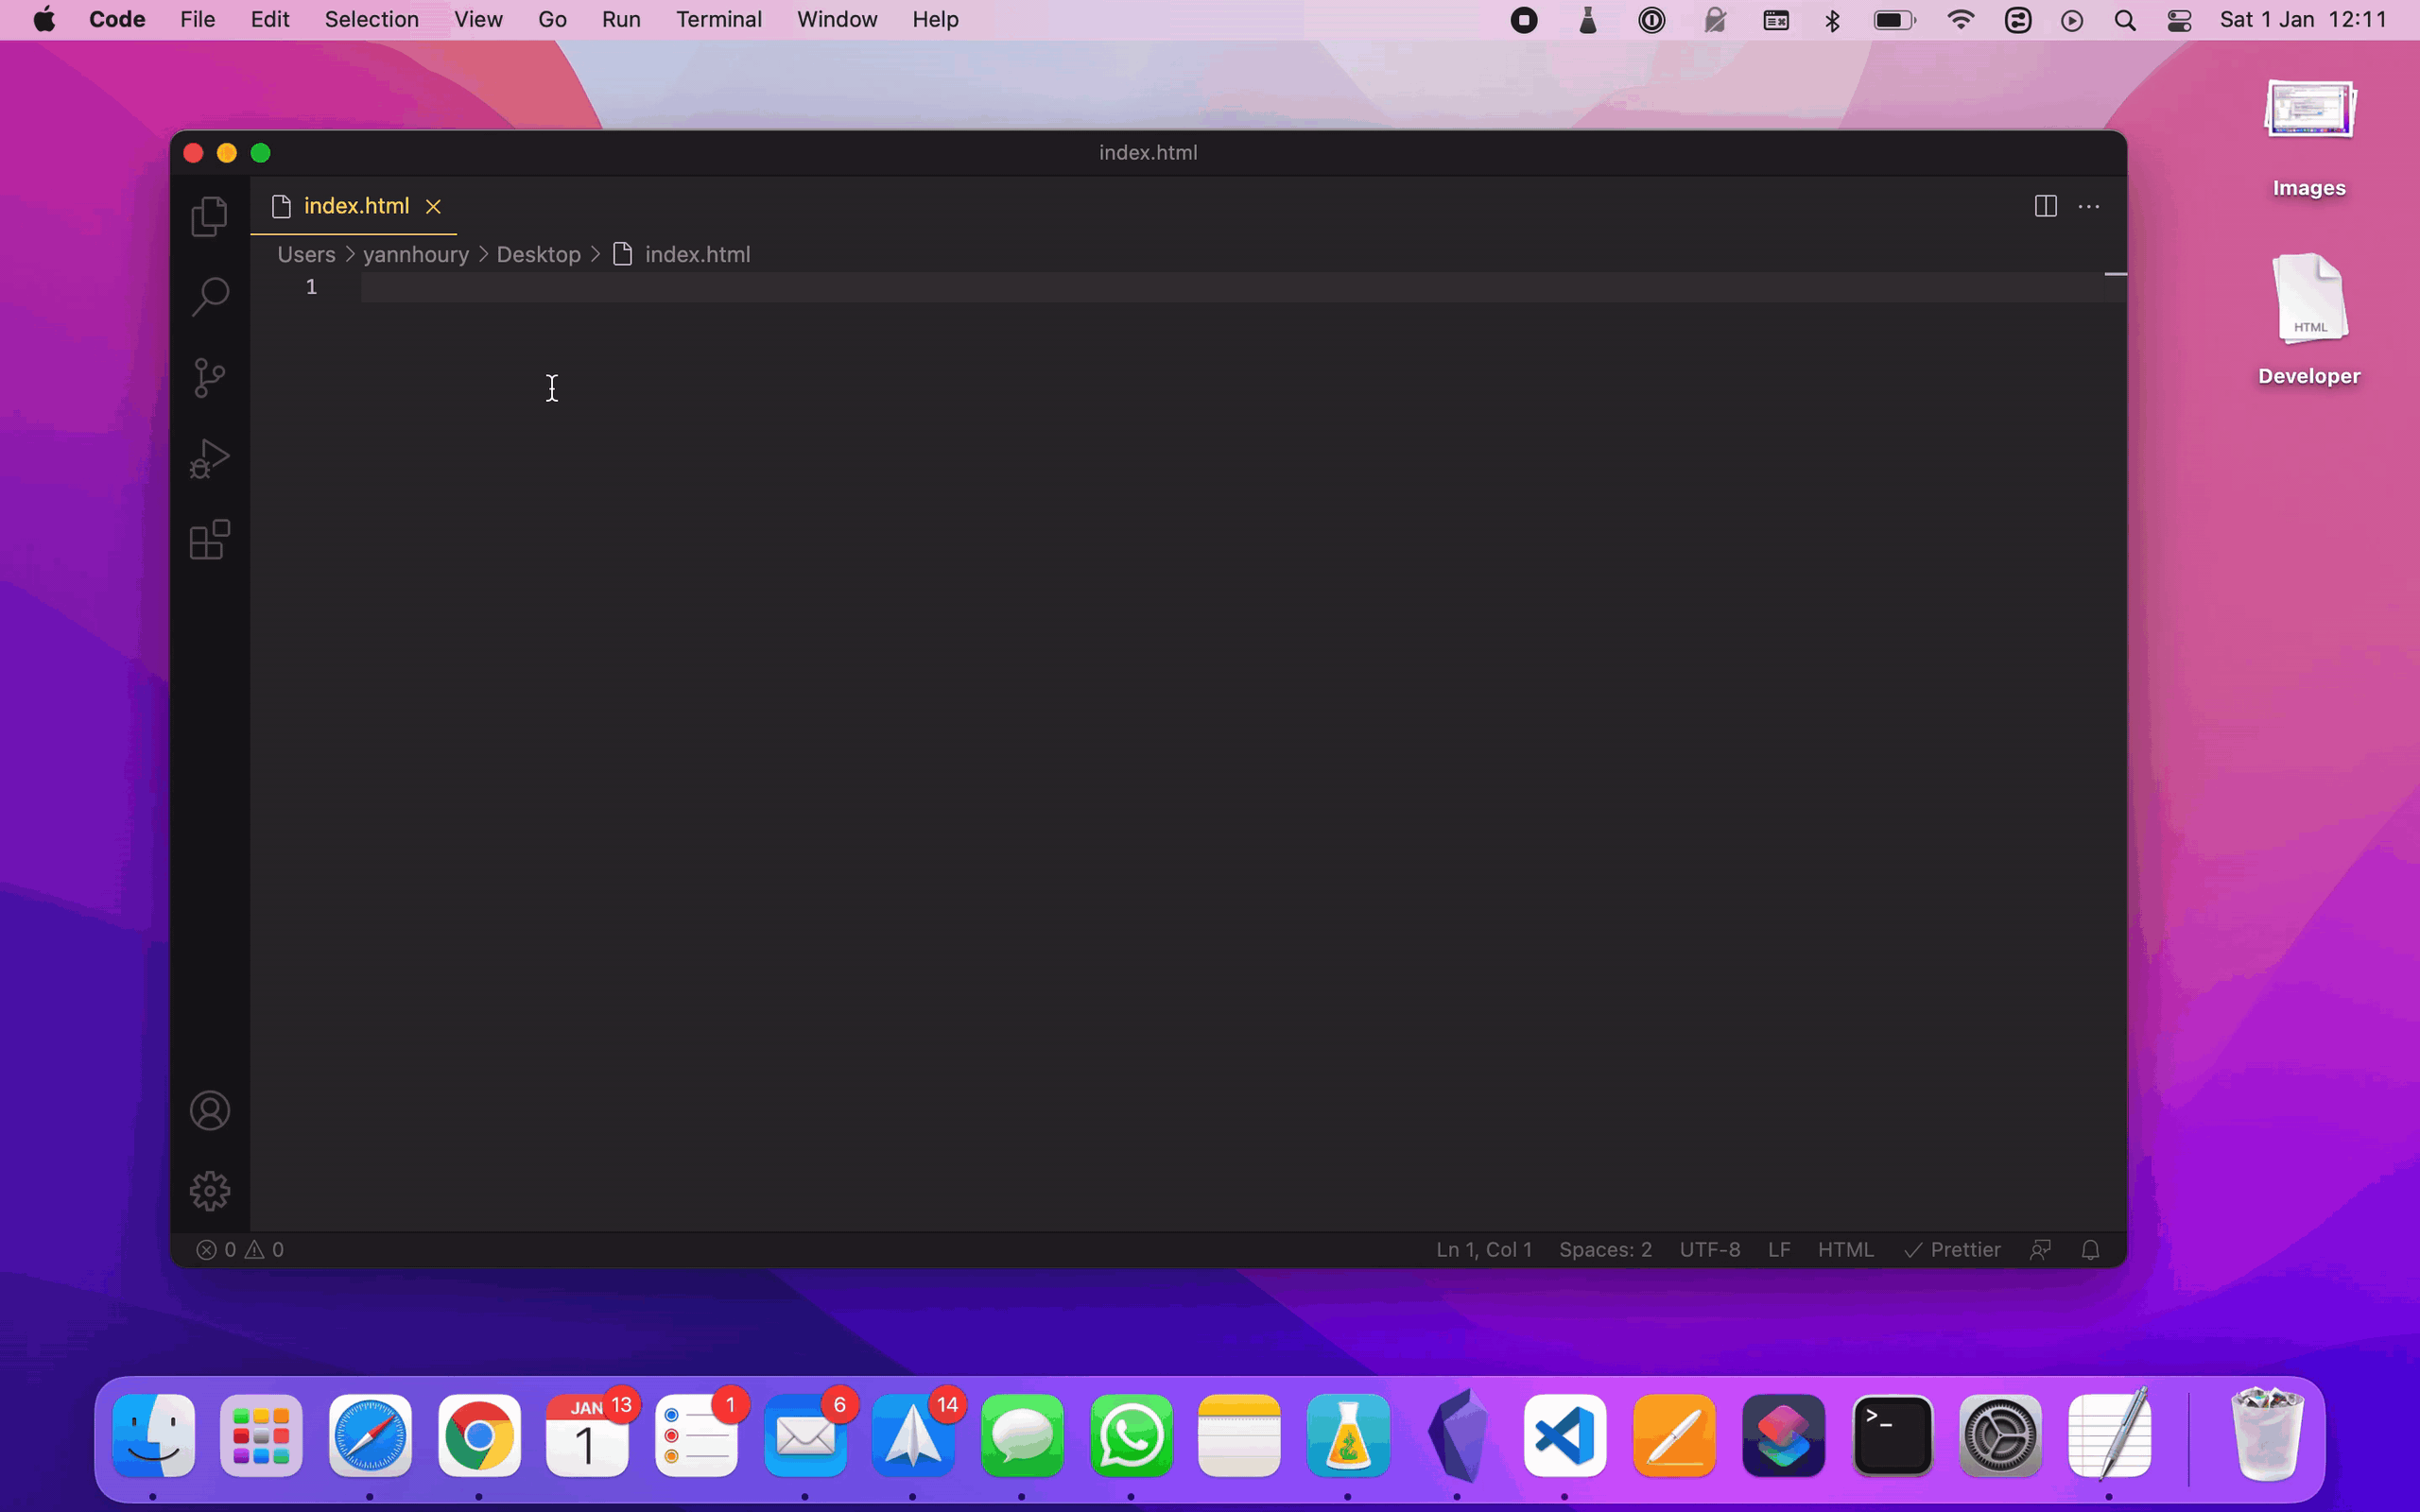 Code File Edit Selection View Go Run Terminal Window Help Sat 1 Jan 12:11
Images
HTML
Developer
index.html
index.html
Users > yannhoury > Desktop > index.html
1
0 0 Ln 1, Col 1 Spaces: 2 UTF-8 LF HTML Prettier
JAN 13 1 6 14
1
>_